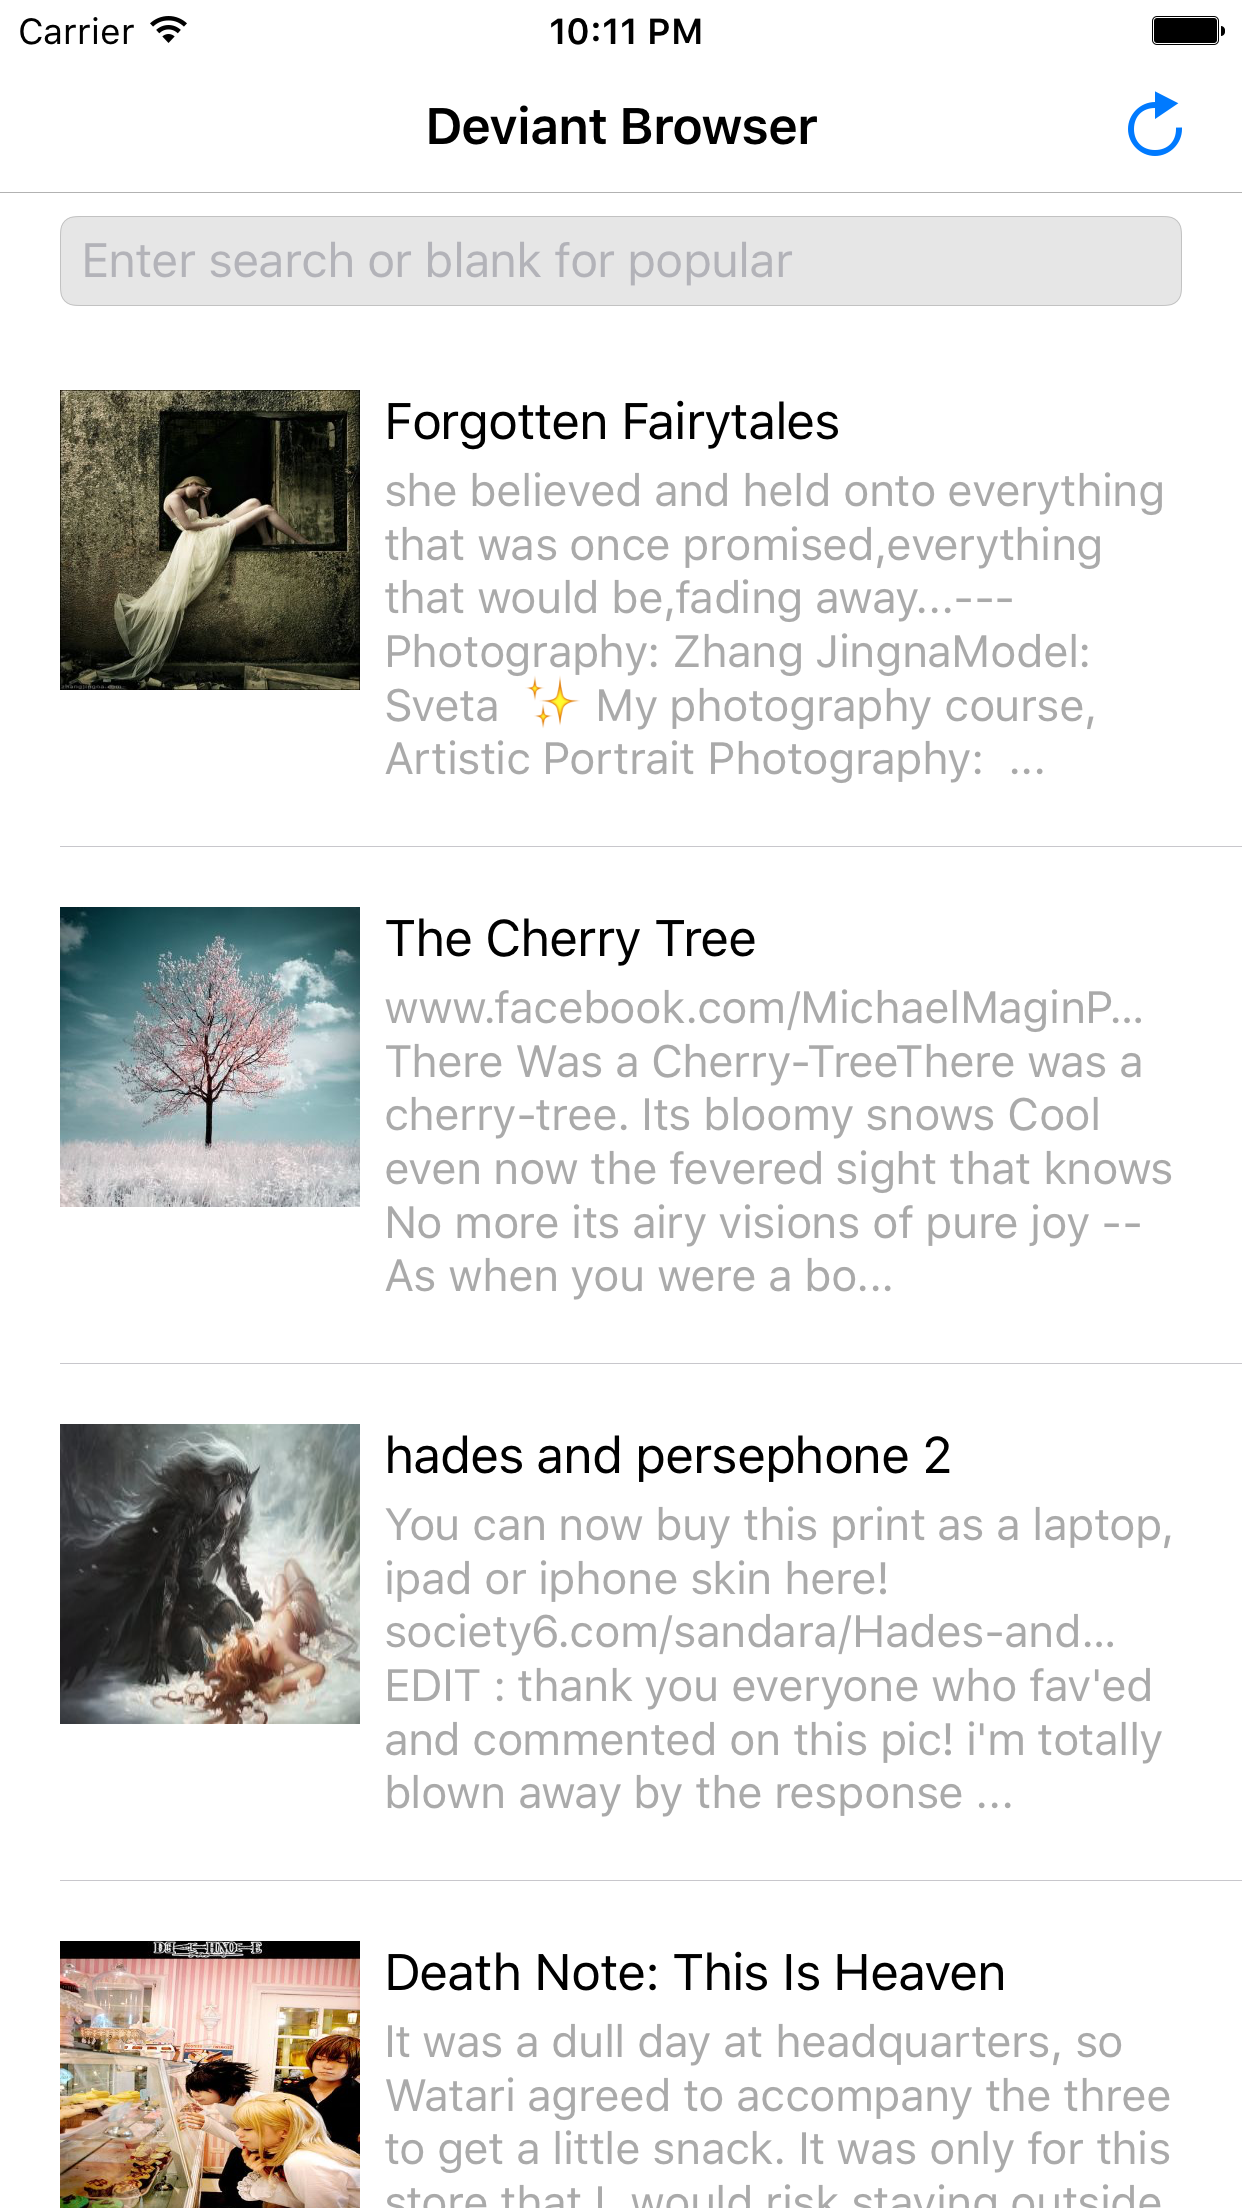 Carrier
10:11 PM
Deviant Browser
Enter search or blank for popular
Forgotten Fairytales
she believed and held onto everything
that was once promised,everything
that would be,fading away...---
Photography: Zhang JingnaModel:
Sveta ✨ My photography course,
Artistic Portrait Photography:  ...
The Cherry Tree
www.facebook.com/MichaelMaginP...
There Was a Cherry-TreeThere was a
cherry-tree. Its bloomy snows Cool
even now the fevered sight that knows
No more its airy visions of pure joy --
As when you were a bo...
hades and persephone 2
You can now buy this print as a laptop,
ipad or iphone skin here!
society6.com/sandara/Hades-and...
EDIT : thank you everyone who fav'ed
and commented on this pic! i'm totally
blown away by the response ...
Death Note: This Is Heaven
It was a dull day at headquarters, so
Watari agreed to accompany the three
to get a little snack. It was only for this
store that L would risk staying outside